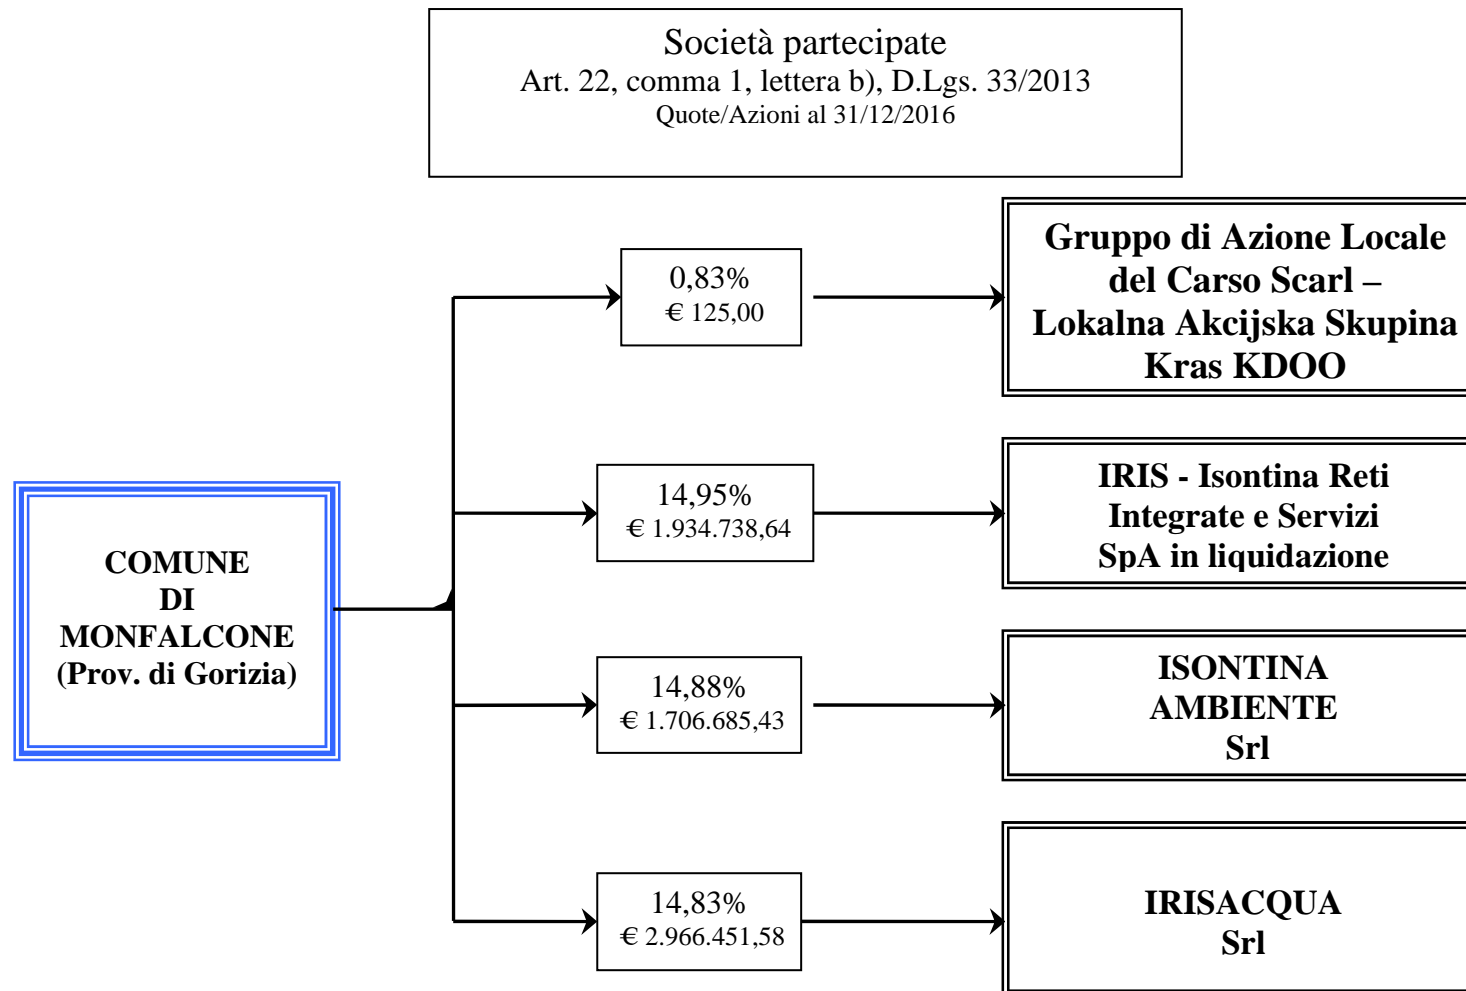 Società partecipate
Art. 22, comma 1, lettera b), D.Lgs. 33/2013
Quote/Azioni al 31/12/2016
COMUNE
DI
MONFALCONE
(Prov. di Gorizia)
0,83%
€ 125,00
Gruppo di Azione Locale
del Carso Scarl –
Lokalna Akcijska Skupina
Kras KDOO
14,95%
€ 1.934.738,64
IRIS - Isontina Reti
Integrate e Servizi
SpA in liquidazione
14,88%
€ 1.706.685,43
ISONTINA
AMBIENTE
Srl
14,83%
€ 2.966.451,58
IRISACQUA
Srl